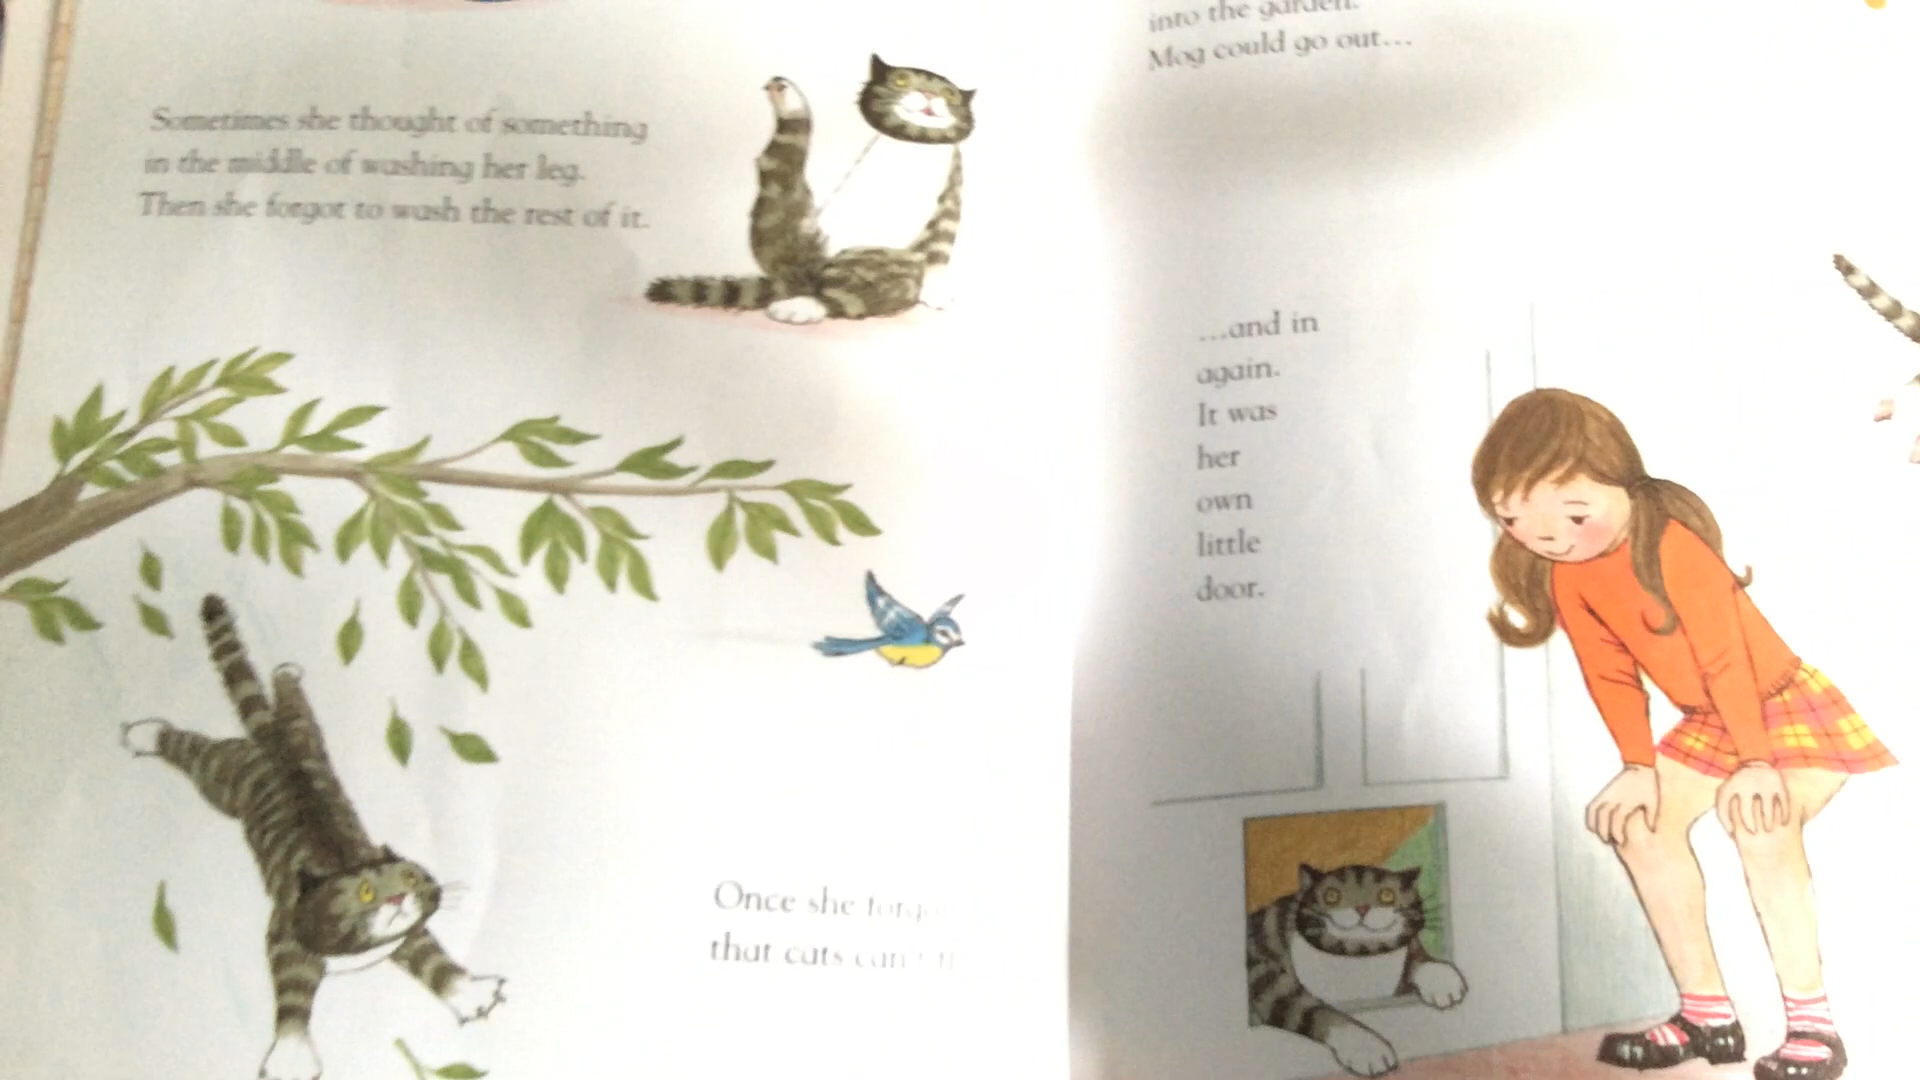 Sometimes she thought of something
in the middle of washing her leg.
Then she forgot to wash the rest of it.
Once she
that cats
into the garden.
Mog could go out...
...and in
again.
It was
her
own
little
door.